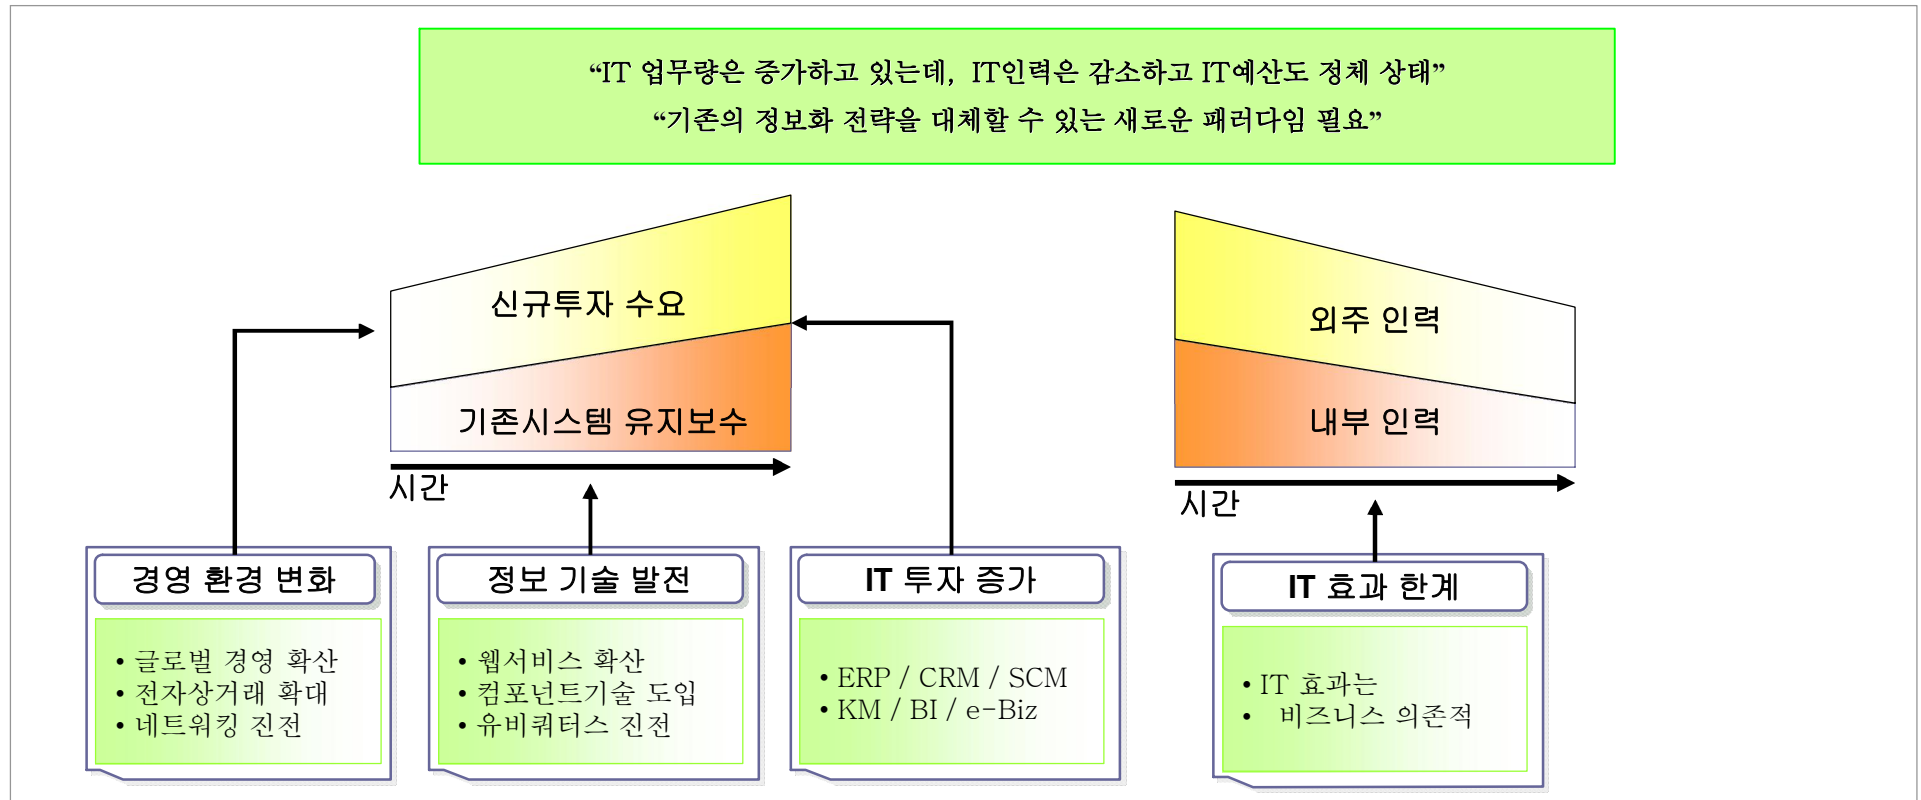 “IT 업무량은 증가하고 있는데, IT인력은 감소하고 IT예산도 정체 상태”
“기존의 정보화 전략을 대체할 수 있는 새로운 패러다임 필요”
신규투자 수요
기존시스템 유지보수
시간
외주 인력
내부 인력
시간
경영 환경 변화
• 글로벌 경영 확산
• 전자상거래 확대
• 네트워킹 진전
정보 기술 발전
• 웹서비스 확산
• 컴포넌트기술 도입
• 유비쿼터스 진전
IT 투자 증가
• ERP / CRM / SCM
• KM / BI / e-Biz
IT 효과 한계
• IT 효과는
• 비즈니스 의존적